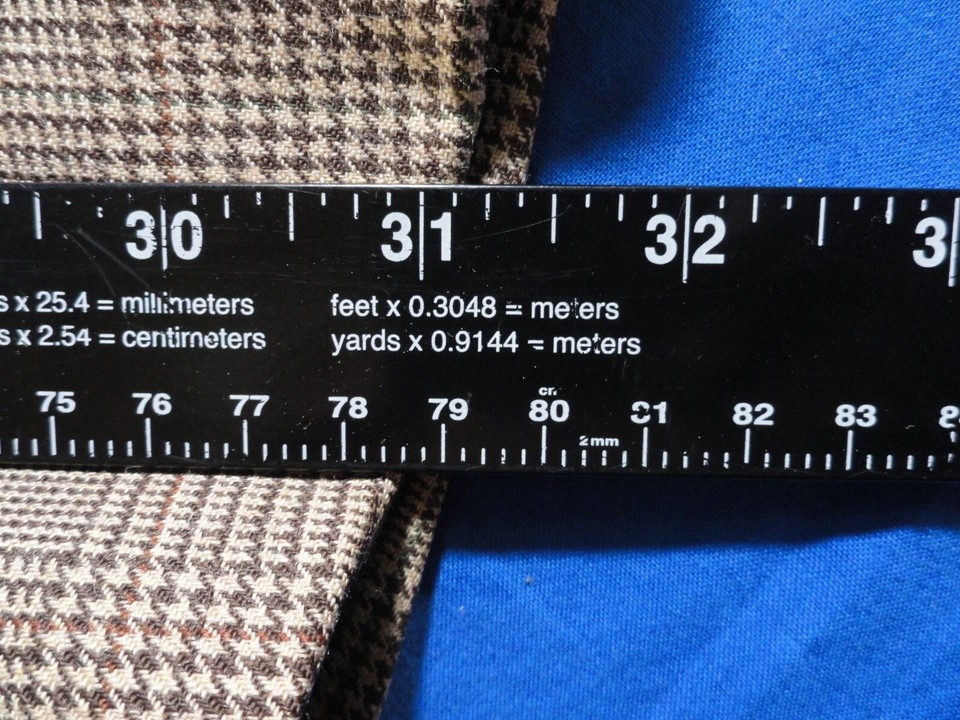 30 31 32 3
s x 25.4 = millimeters feet x 0.3048 = meters
s x 2.54 = centimeters yards x 0.9144 = meters
cm
75 76 77 78 79 80 81 82 83
2mm